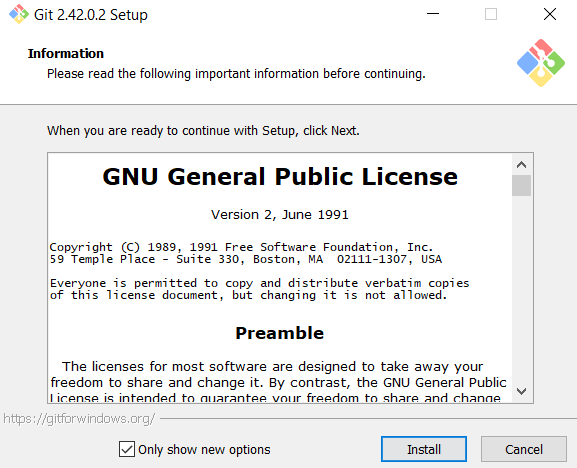 Git 2.42.0.2 Setup
Information
Please read the following important information before continuing.
When you are ready to continue with Setup, click Next.
GNU General Public License
Version 2, June 1991
Copyright (C) 1989, 1991 Free Software Foundation, Inc.
59 Temple Place - Suite 330, Boston, MA  02111-1307, USA
Everyone is permitted to copy and distribute verbatim copies
of this license document, but changing it is not allowed.
Preamble
The licenses for most software are designed to take away your
freedom to share and change it. By contrast, the GNU General Public
License is intended to guarantee your freedom to share and change
https://gitforwindows.org/
Only show new options
Install
Cancel